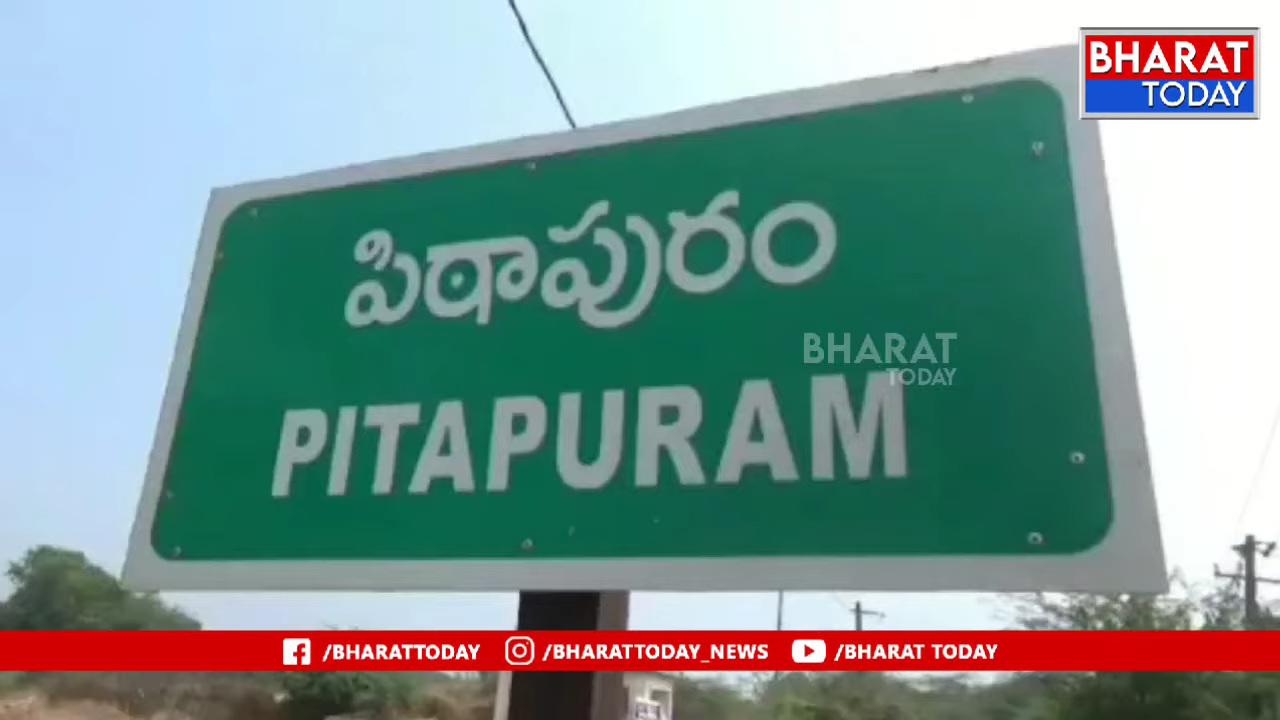 BHARAT
TODAY
పిఠాపురం
BHARAT
TODAY
PITAPURAM
/BHARATTODAY /BHARATTODAY_NEWS /BHARAT TODAY